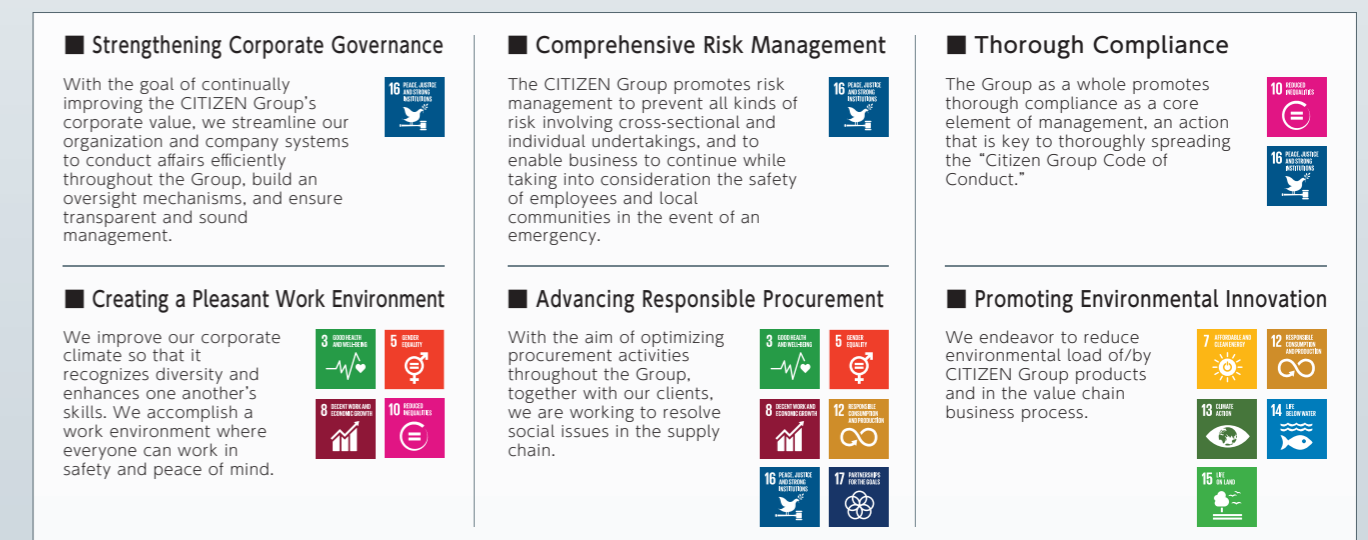 ■ Strengthening Corporate Governance
With the goal of continually
improving the CITIZEN Group's
corporate value, we streamline our
organization and company systems
to conduct affairs efficiently
throughout the Group, build an
oversight mechanisms, and ensure
transparent and sound
management.
16 PEACE, JUSTICE
AND STRONG
INSTITUTIONS
■ Comprehensive Risk Management
The CITIZEN Group promotes risk
management to prevent all kinds of
risk involving cross-sectional and
individual undertakings, and to
enable business to continue while
taking into consideration the safety
of employees and local
communities in the event of an
emergency.
16 PEACE, JUSTICE
AND STRONG
INSTITUTIONS
■ Thorough Compliance
The Group as a whole promotes
thorough compliance as a core
element of management, an action
that is key to thoroughly spreading
the “Citizen Group Code of
Conduct.”
10 REDUCED
INEQUALITIES
16 PEACE, JUSTICE
AND STRONG
INSTITUTIONS
■ Creating a Pleasant Work Environment
We improve our corporate
climate so that it
recognizes diversity and
enhances one another's
skills. We accomplish a
work environment where
everyone can work in
safety and peace of mind.
3 GOOD HEALTH
AND WELL-BEING
5 GENDER
EQUALITY
8 DECENT WORK AND
ECONOMIC GROWTH
10 REDUCED
INEQUALITIES
■ Advancing Responsible Procurement
With the aim of optimizing
procurement activities
throughout the Group,
together with our clients,
we are working to resolve
social issues in the supply
chain.
3 GOOD HEALTH
AND WELL-BEING
5 GENDER
EQUALITY
8 DECENT WORK AND
ECONOMIC GROWTH
12 RESPONSIBLE
CONSUMPTION
AND PRODUCTION
16 PEACE, JUSTICE
AND STRONG
INSTITUTIONS
17 PARTNERSHIPS
FOR THE GOALS
■ Promoting Environmental Innovation
We endeavor to reduce
environmental load of/by
CITIZEN Group products
and in the value chain
business process.
7 AFFORDABLE AND
CLEAN ENERGY
12 RESPONSIBLE
CONSUMPTION
AND PRODUCTION
13 CLIMATE
ACTION
14 LIFE
BELOW WATER
15 LIFE
ON LAND